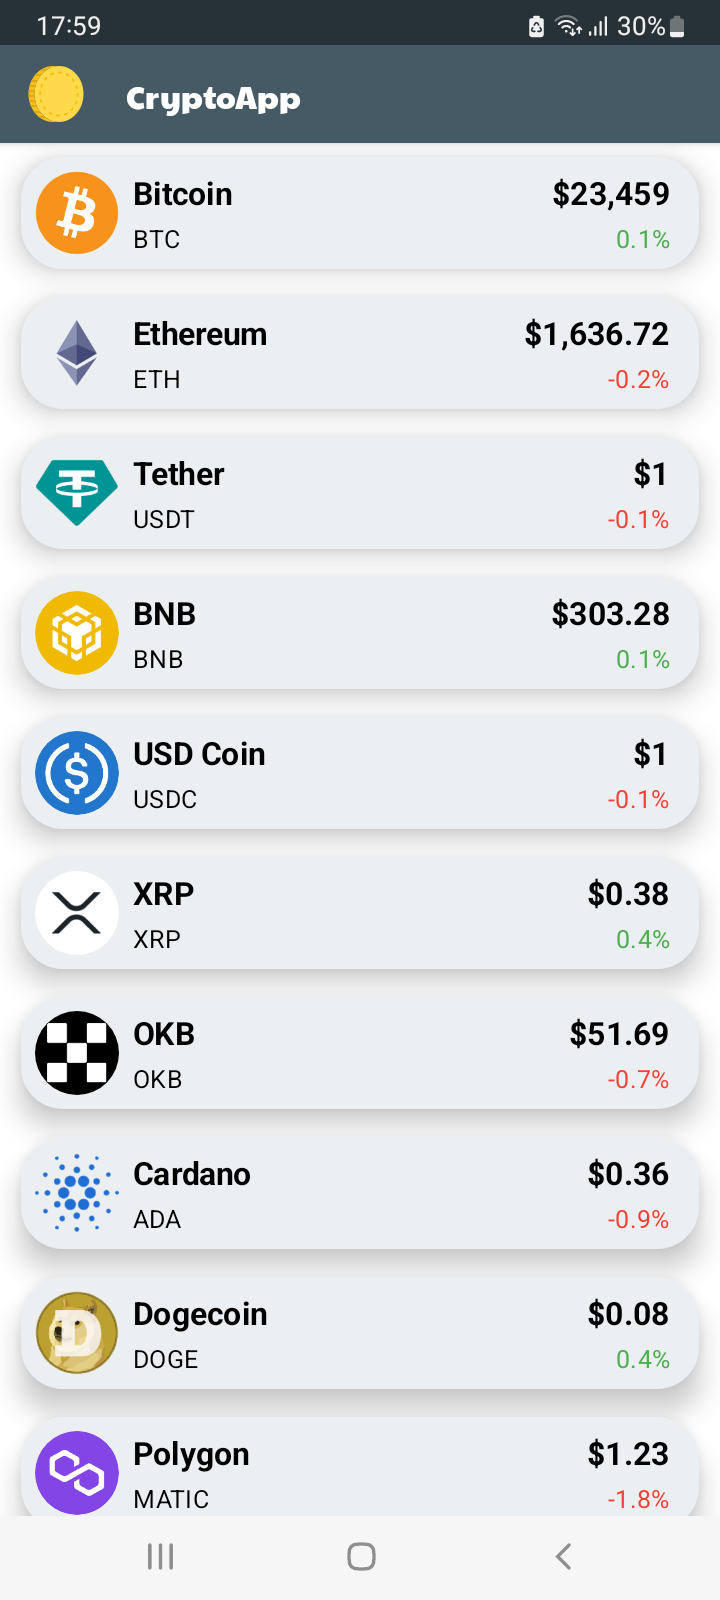 17:59 30%
CryptoApp
Bitcoin $23,459
BTC 0.1%
Ethereum $1,636.72
ETH -0.2%
Tether $1
USDT -0.1%
BNB $303.28
BNB 0.1%
USD Coin $1
USDC -0.1%
XRP $0.38
XRP 0.4%
OKB $51.69
OKB -0.7%
Cardano $0.36
ADA -0.9%
Dogecoin $0.08
DOGE 0.4%
Polygon $1.23
MATIC -1.8%